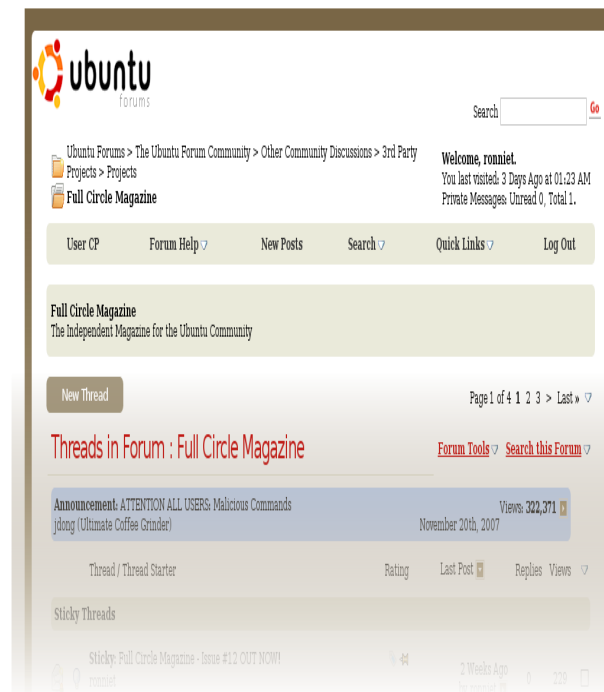 ubuntu
forums
Search Go
Ubuntu Forums > The Ubuntu Forum Community > Other Community Discussions > 3rd Party
Projects > Projects
Full Circle Magazine
Welcome, ronniet.
You last visited: 3 Days Ago at 01:23 AM
Private Messages: Unread 0, Total 1.
User CP Forum Help New Posts Search Quick Links Log Out
Full Circle Magazine
The Independent Magazine for the Ubuntu Community
New Thread Page 1 of 4 1 2 3 > Last »
Threads in Forum : Full Circle Magazine Forum Tools Search this Forum
Announcement: ATTENTION ALL USERS: Malicious Commands Views: 322,371
jdong (Ultimate Coffee Grinder) November 20th, 2007
Thread / Thread Starter Rating Last Post Replies Views
Sticky Threads
Sticky: Full Circle Magazine - Issue #12 OUT NOW!
ronniet 2 Weeks Ago 0 229